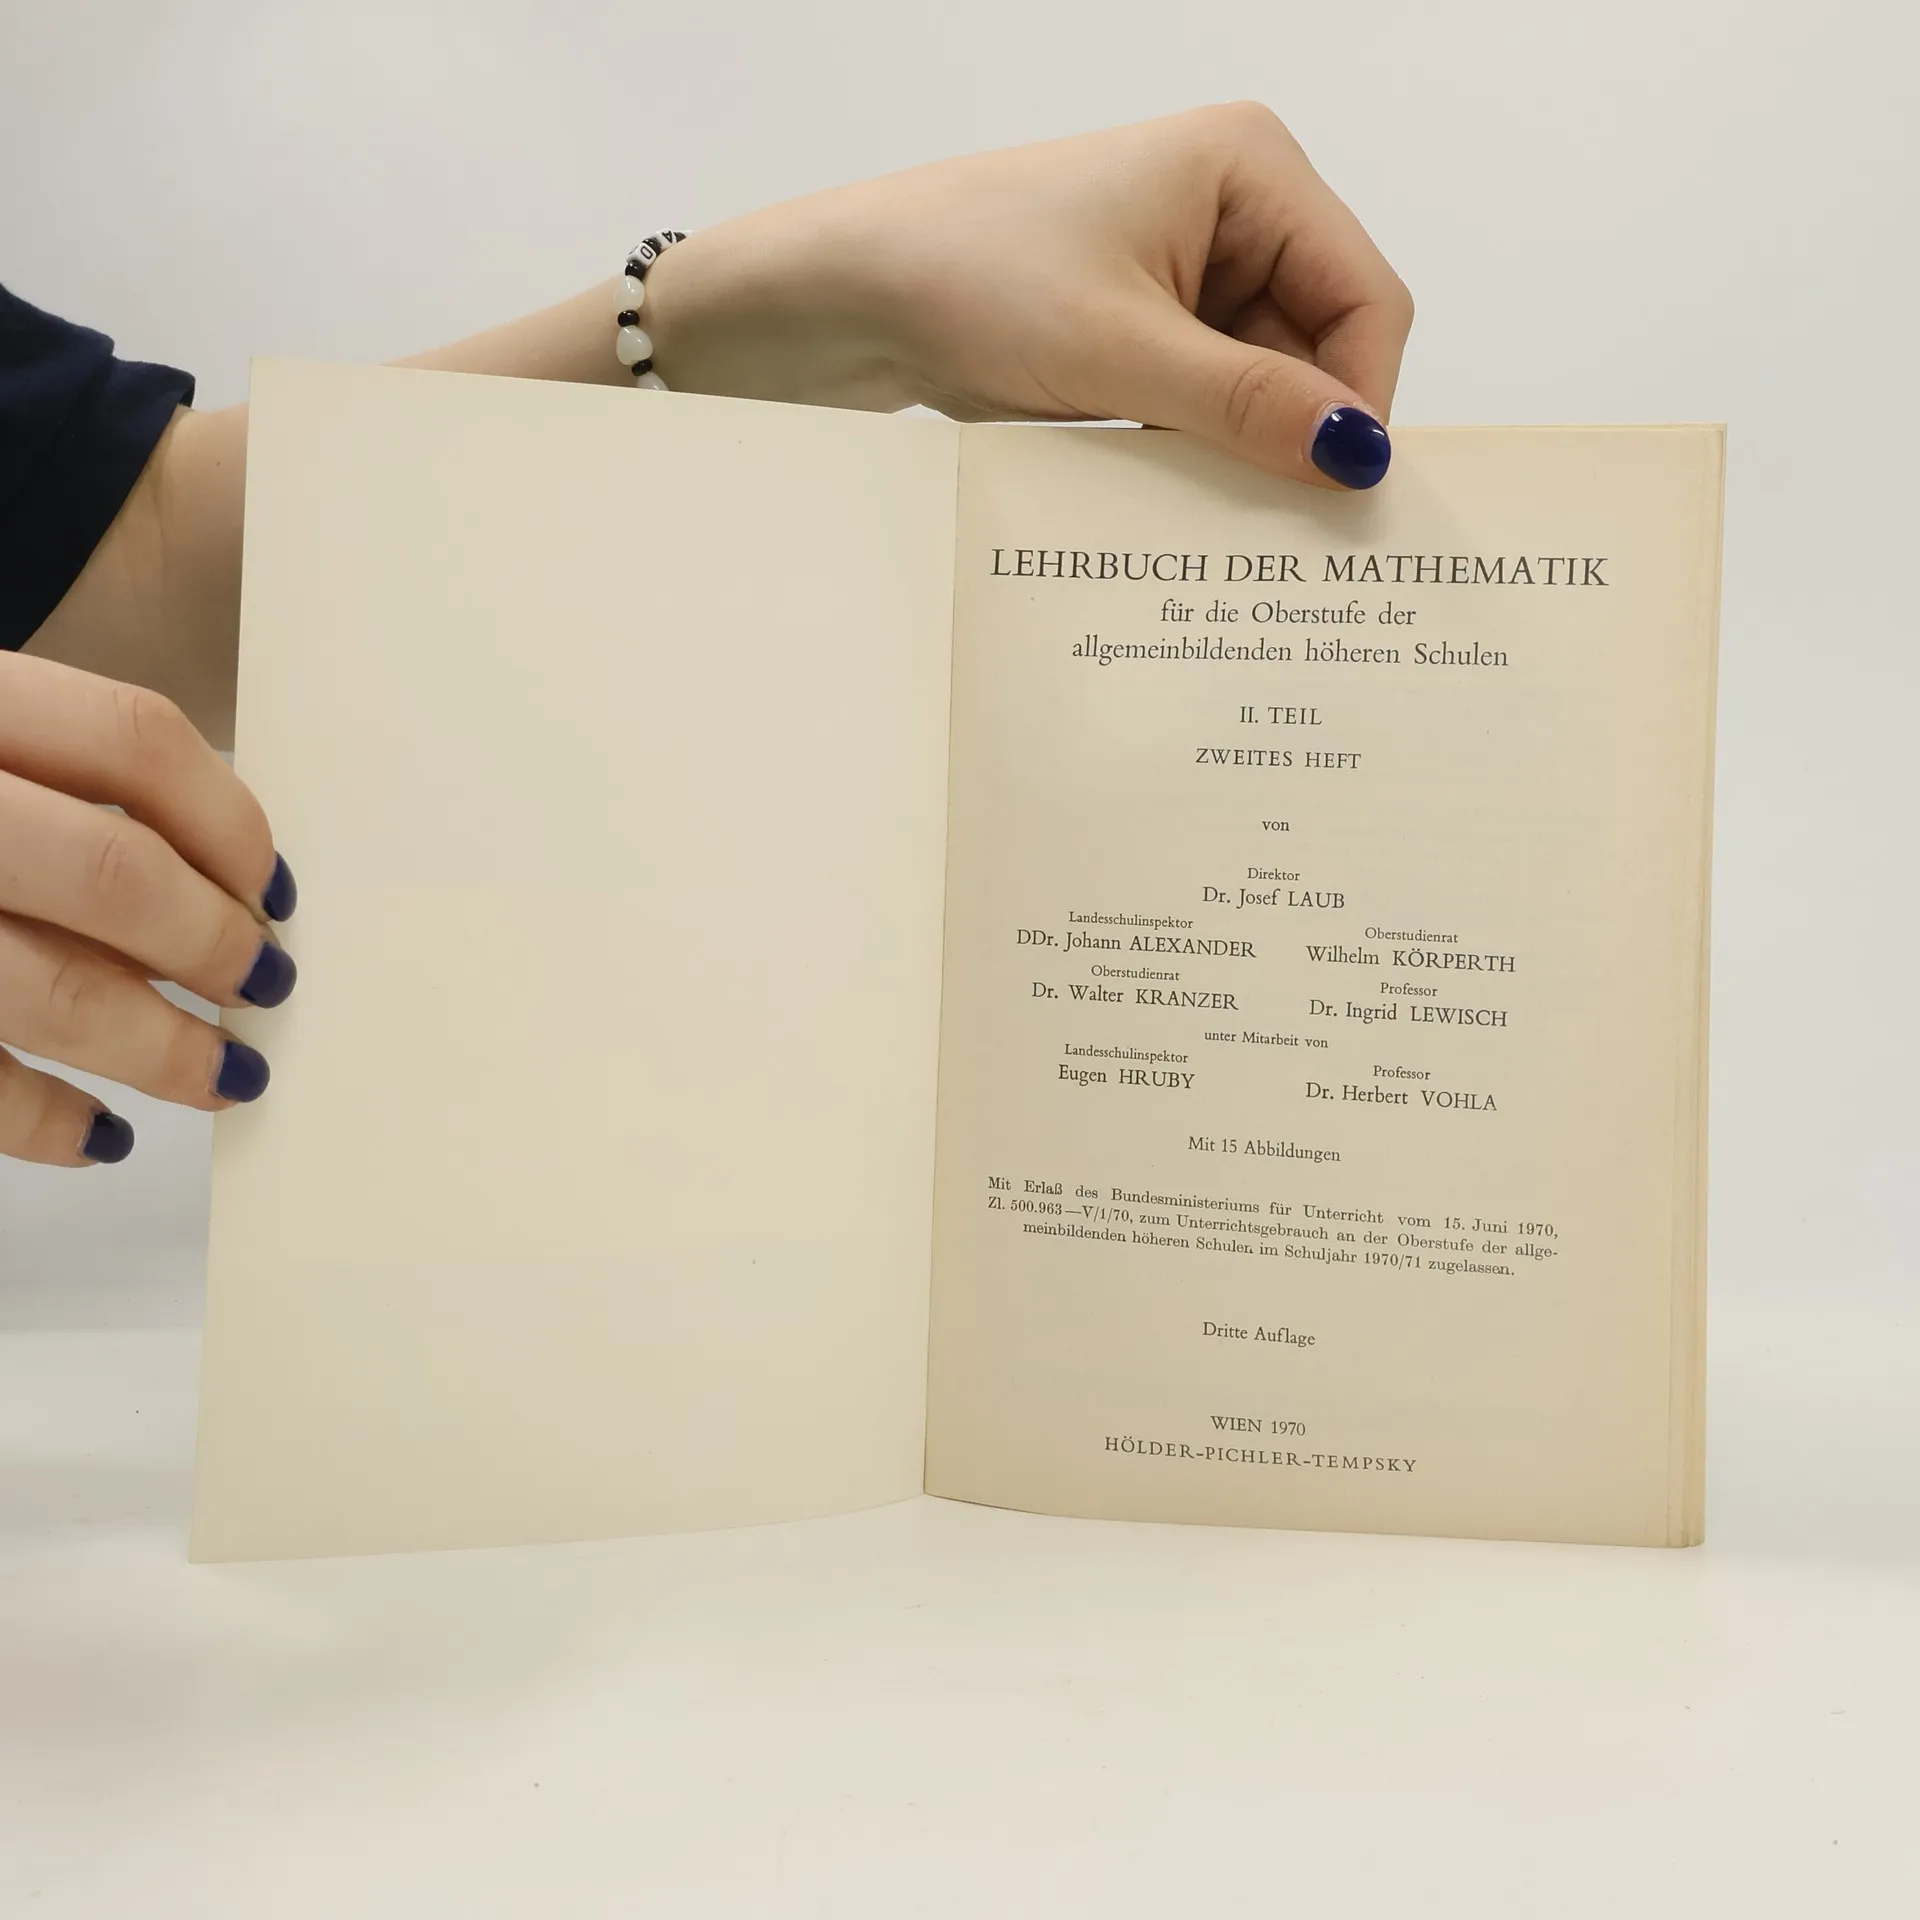 LEHRBUCH DER MATHEMATIK
für die Oberstufe der
allgemeinbildenden höheren Schulen
II. TEIL
ZWEITES HEFT
von
Direktor
Dr. Josef LAUB
Landesschulinspektor
DDr. Johann ALEXANDER
Oberstudienrat
Wilhelm KÖRPERTH
Oberstudienrat
Dr. Walter KRANZER
Professor
Dr. Ingrid LEWISCH
unter Mitarbeit von
Landesschulinspektor
Eugen HRUBY
Professor
Dr. Herbert VOHLA
Mit 15 Abbildungen
Mit Erlaß des Bundesministeriums für Unterricht vom 15. Juni 1970,
Zl. 500.963—V/1/70, zum Unterrichtsgebrauch an der Oberstufe der allge-
meinbildenden höheren Schulen im Schuljahr 1970/71 zugelassen.
Dritte Auflage
WIEN 1970
HÖLDER-PICHLER-TEMPSKY